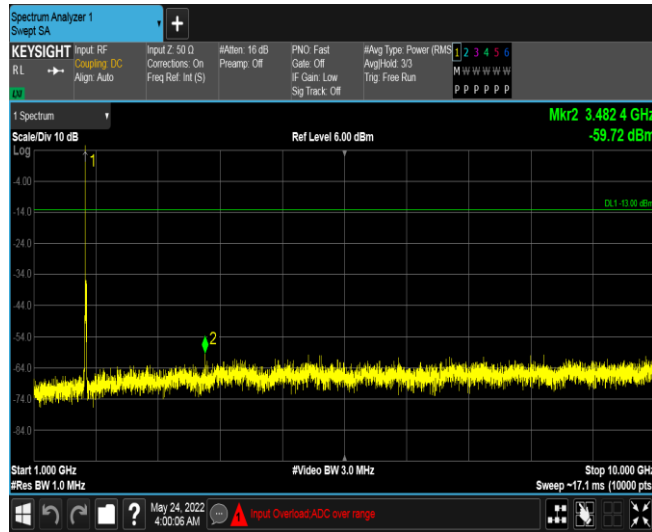 Spectrum Analyzer 1
Swept SA
+
KEYSIGHT Input: RF Input Z: 50 Ω #Atten: 16 dB PNO: Fast #Avg Type: Power (RMS 1 2 3 4 5 6
RL Coupling: DC Corrections: On Preamp: Off Gate: Off Avg|Hold: 3/3 M W W W W W
Align: Auto Freq Ref: Int (S) IF Gain: Low Trig: Free Run
Sig Track: Off P P P P P P
LXI
1 Spectrum Mkr2 3.482 4 GHz
Scale/Div 10 dB Ref Level 6.00 dBm -59.72 dBm
Log
1
-4.00
DL1 -13.00 dBm
-14.0
-24.0
-34.0
-44.0
-54.0
2
-64.0
-74.0
-84.0
Start 1.000 GHz #Video BW 3.0 MHz Stop 10.000 GHz
#Res BW 1.0 MHz Sweep ~17.1 ms (10000 pts
? May 24, 2022 Input Overload;ADC over range
4:00:06 AM